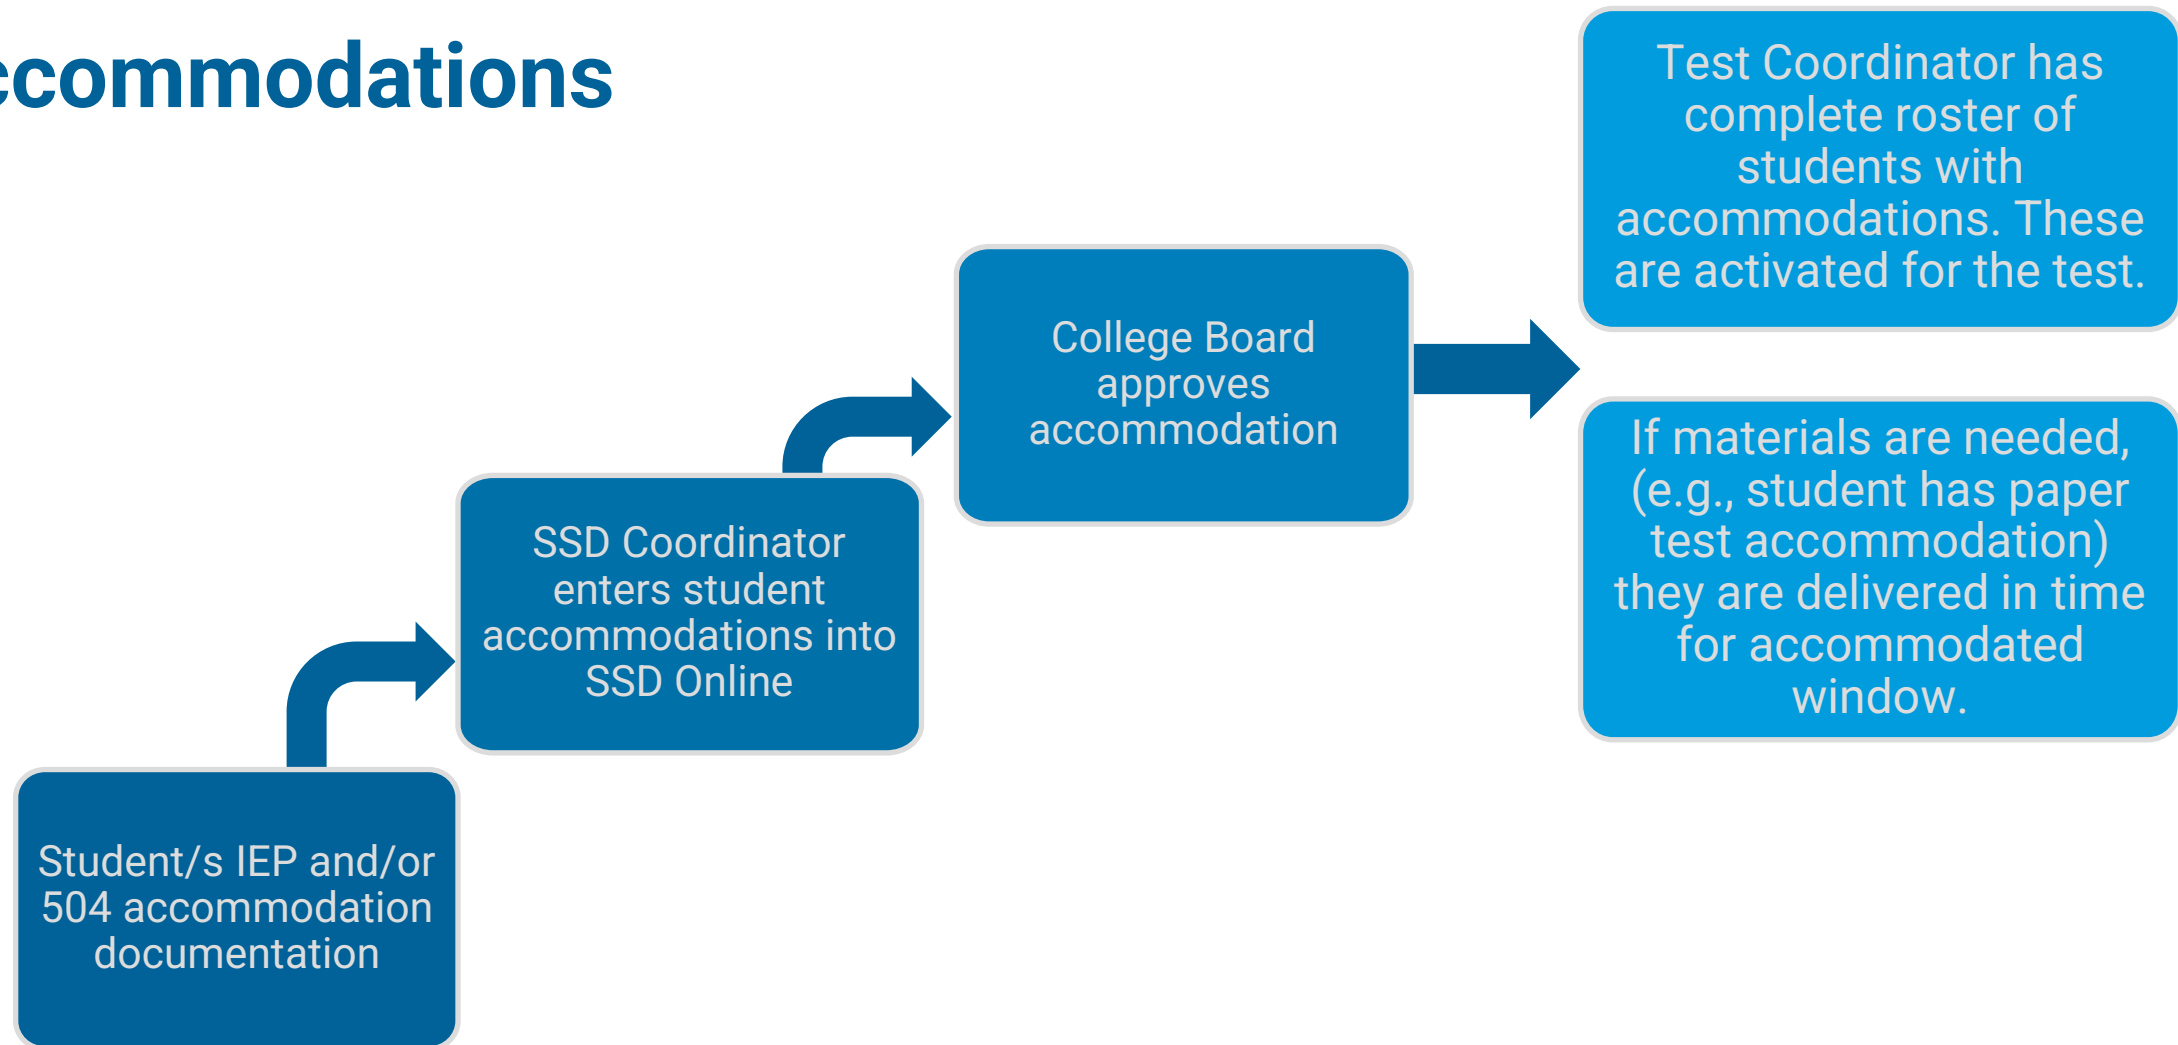 ccommodations
Student/s IEP and/or
504 accommodation
documentation
SSD Coordinator
enters student
accommodations into
SSD Online
College Board
approves
accommodation
Test Coordinator has
complete roster of
students with
accommodations. These
are activated for the test.
If materials are needed,
(e.g., student has paper
test accommodation)
they are delivered in time
for accommodated
window.